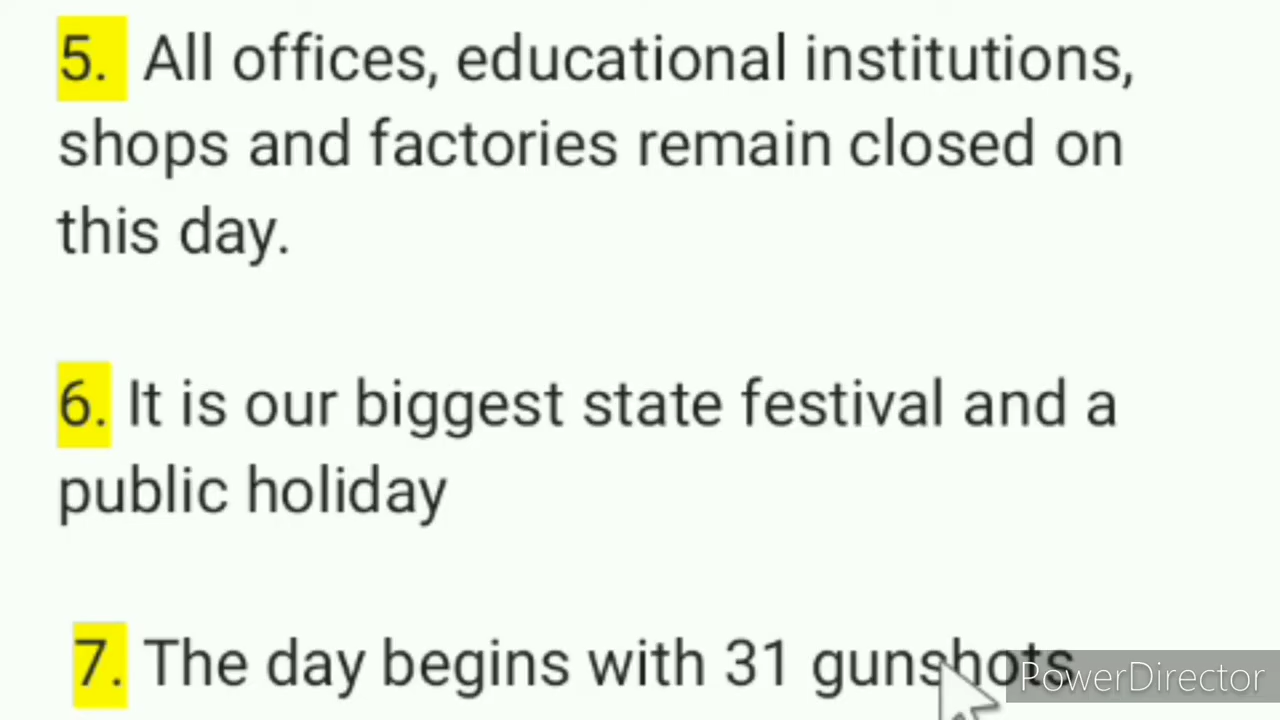 5. All offices, educational institutions,
shops and factories remain closed on
this day.
6. It is our biggest state festival and a
public holiday
7. The day begins with 31 gunshots
PowerDirector